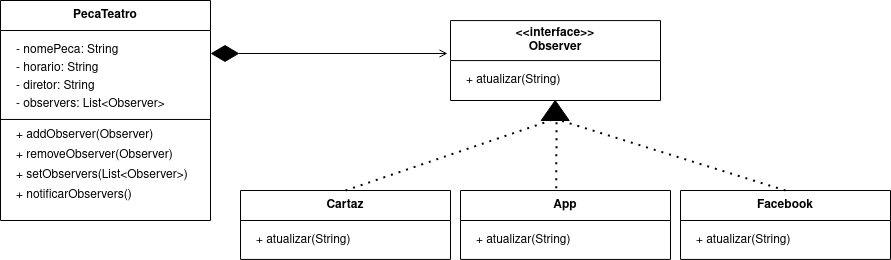 PecaTeatro
- nomePeca: String
- horario: String
- diretor: String
- observers: List<Observer>
+ addObserver(Observer)
+ removeObserver(Observer)
+ setObservers(List<Observer>)
+ notificarObservers()
<<interface>>
Observer
+ atualizar(String)
Cartaz
+ atualizar(String)
App
+ atualizar(String)
Facebook
+ atualizar(String)